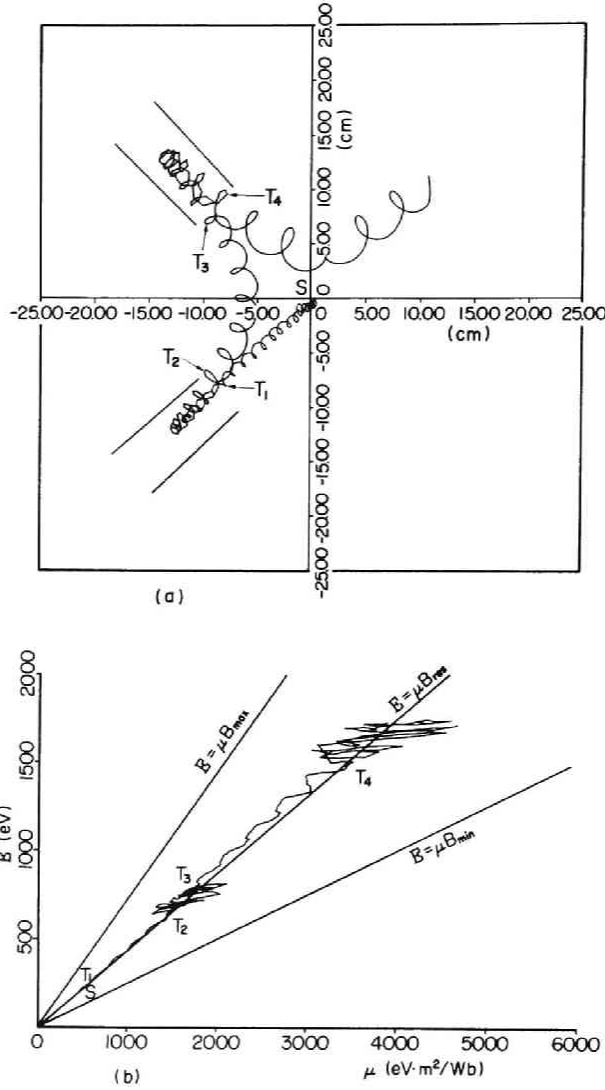 25.00
20.00
15.00
(cm)
10.00
T4
5.00
T3
S
0
-25.00 -20.00 -15.00 -10.00 -5.00 0 5.00 10.00 15.00 20.00 25.00
(cm)
T2
-5.00
T1
-10.00
-15.00
-20.00
-25.00
(a)
2000
E=μBmax
E=μBres
1500
T4
E (eV)
1000
E=μBmin
T3
T2
500
T1
S
0 1000 2000 3000 4000 5000 6000
(b)
μ (eV·m²/Wb)